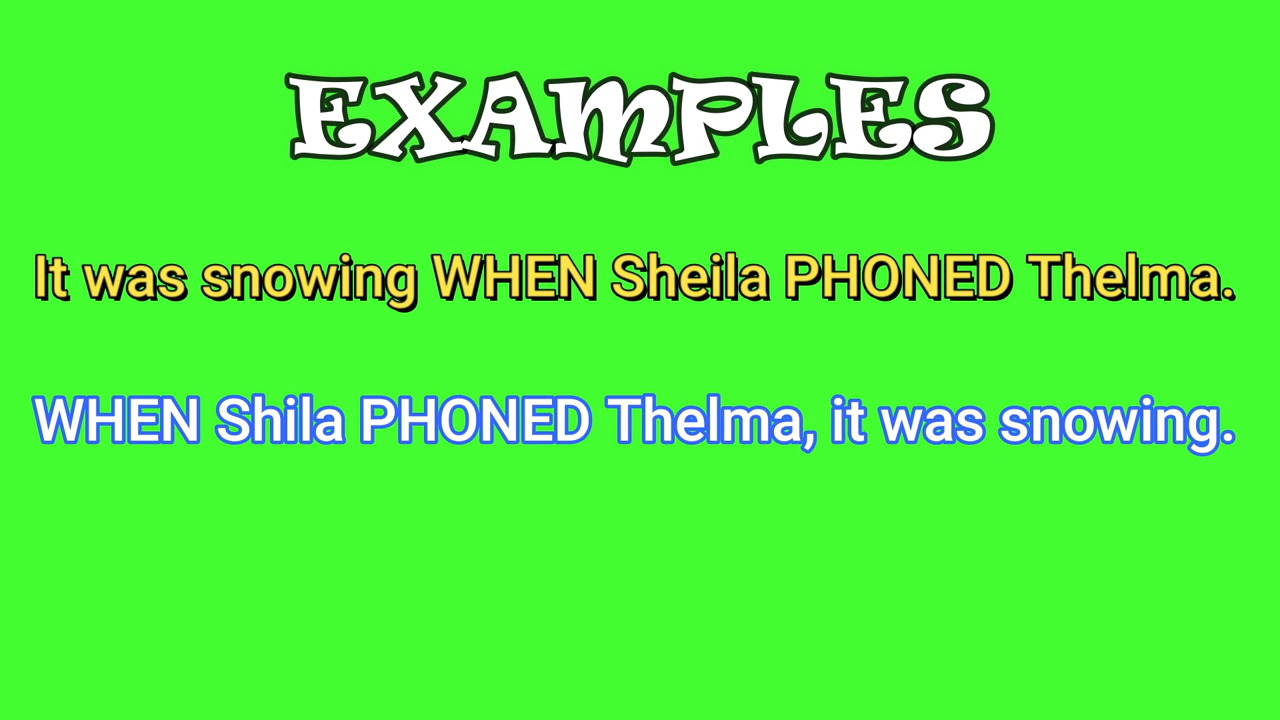 EXAMPLES
It was snowing WHEN Sheila PHONED Thelma.
WHEN Shila PHONED Thelma, it was snowing.